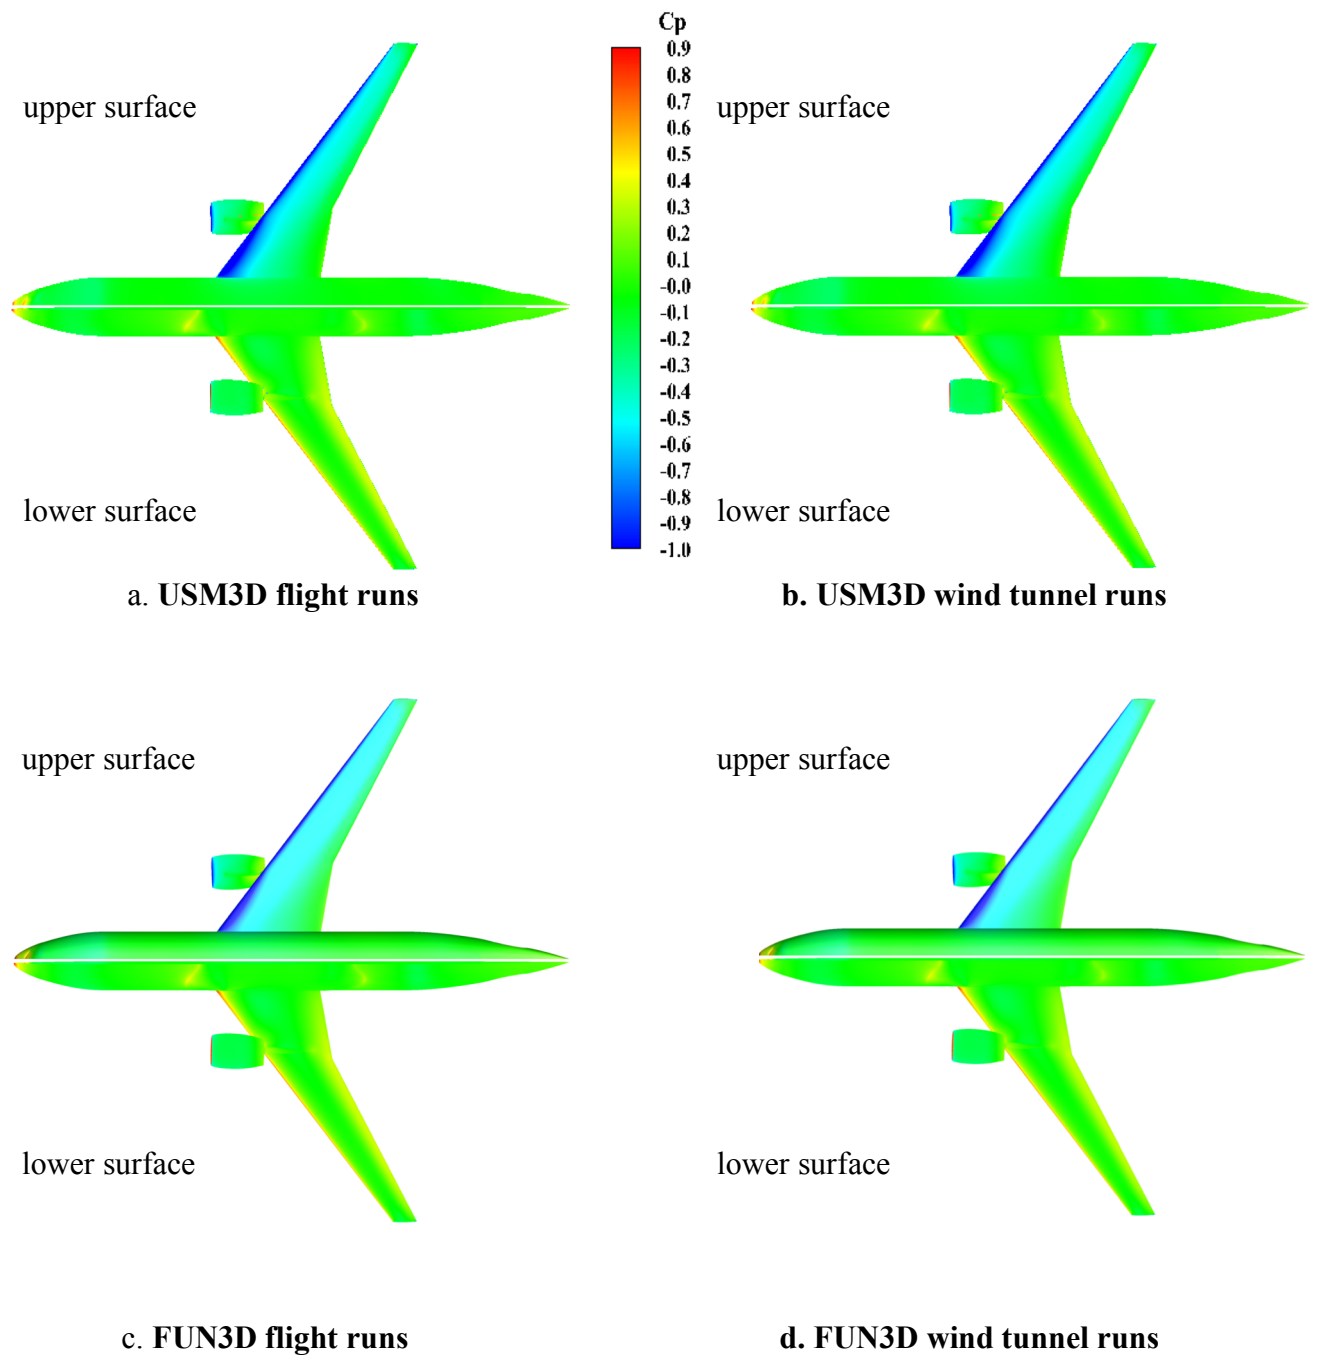 Cp
0.9
0.8
0.7
0.6
0.5
0.4
0.3
0.2
0.1
-0.0
-0.1
-0.2
-0.3
-0.4
-0.5
-0.6
-0.7
-0.8
-0.9
-1.0
upper surface
lower surface
a. USM3D flight runs
upper surface
lower surface
b. USM3D wind tunnel runs
upper surface
lower surface
c. FUN3D flight runs
upper surface
lower surface
d. FUN3D wind tunnel runs